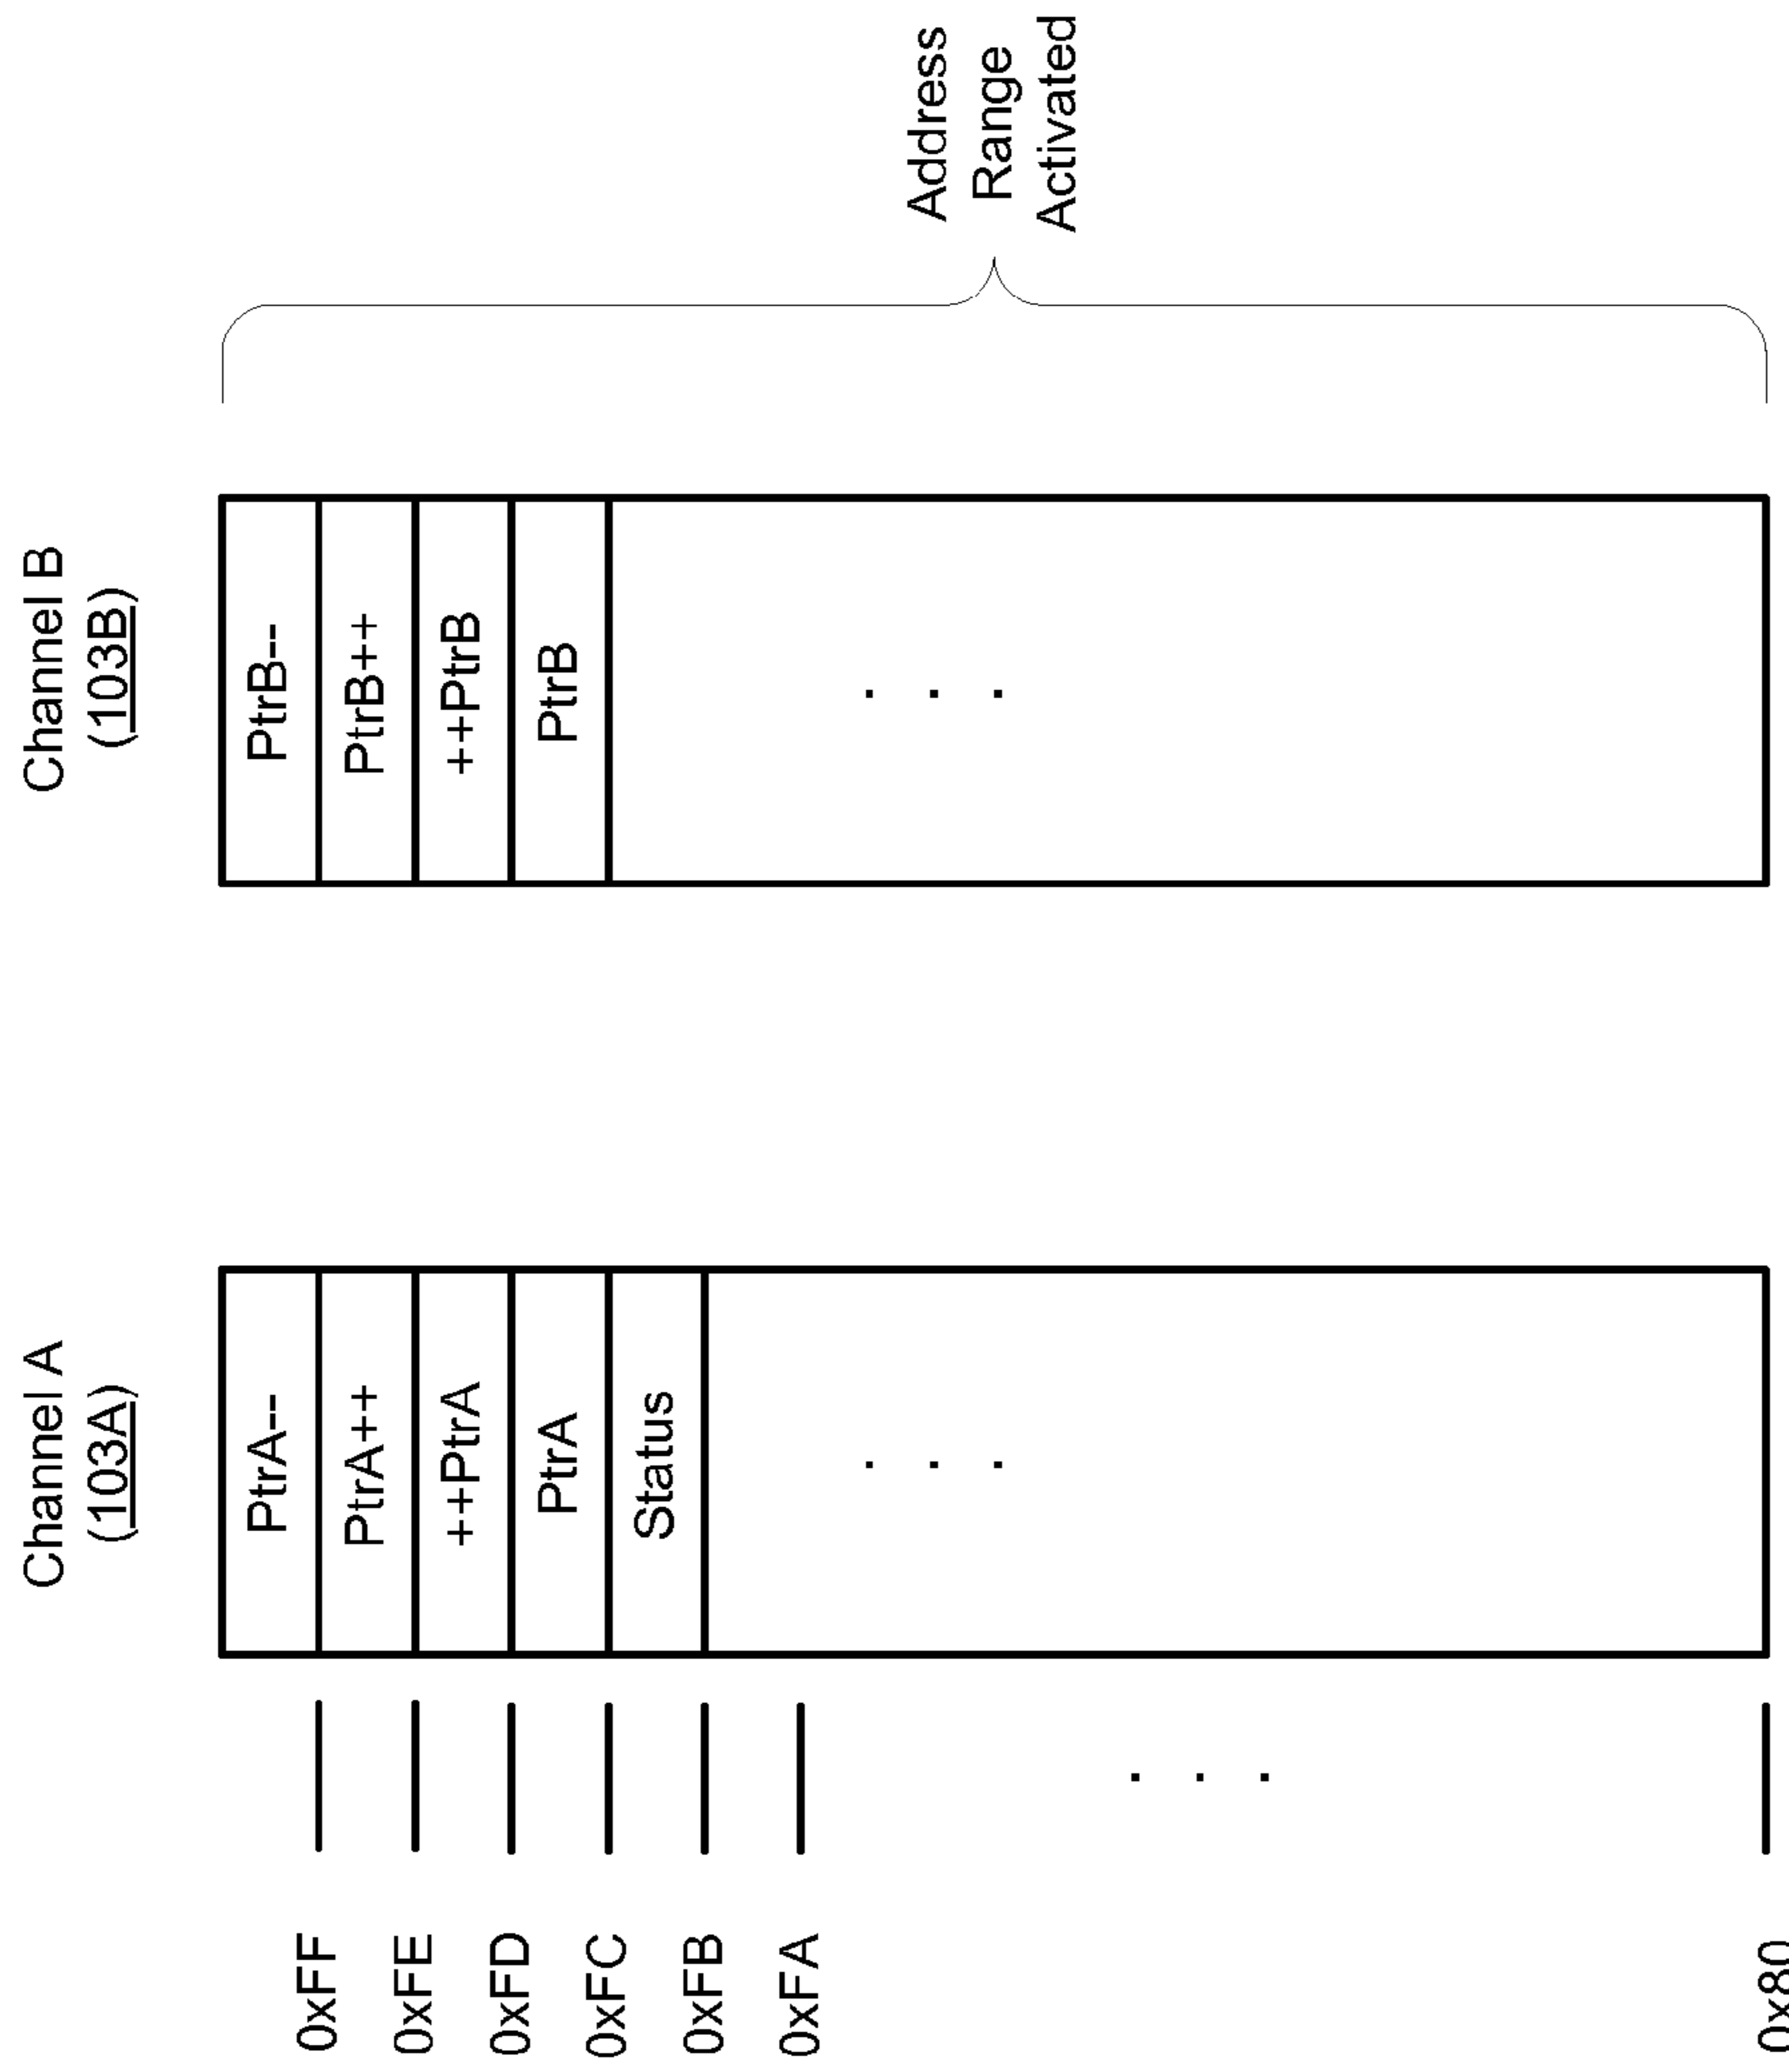 Channel A
(103A)
Channel B
(103B)
0xFF
PtrA--
PtrB--
0xFE
PtrA++
PtrB++
0xFD
++PtrA
++PtrB
0xFC
PtrA
PtrB
0xFB
Status
0xFA
. . .
. . .
. . .
0x80
Address
Range
Activated